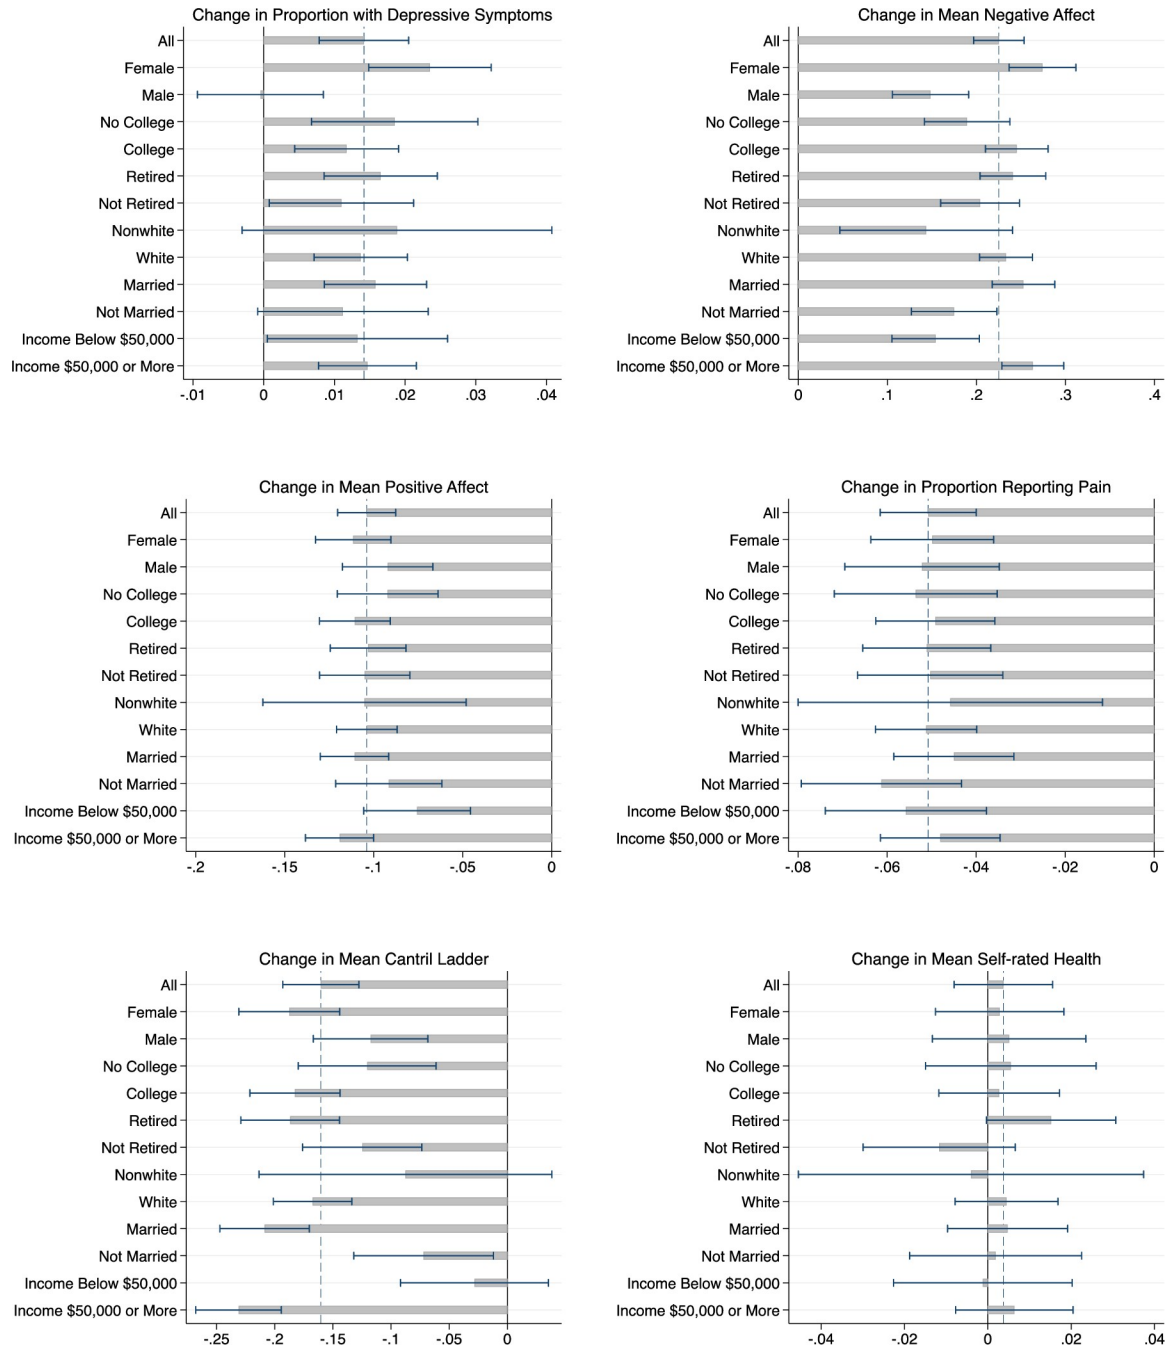 Change in Proportion with Depressive Symptoms
All
Female
Male
No College
College
Retired
Not Retired
Nonwhite
White
Married
Not Married
Income Below $50,000
Income $50,000 or More
-.01 0 .01 .02 .03 .04
Change in Mean Negative Affect
All
Female
Male
No College
College
Retired
Not Retired
Nonwhite
White
Married
Not Married
Income Below $50,000
Income $50,000 or More
0 .1 .2 .3 .4
Change in Mean Positive Affect
All
Female
Male
No College
College
Retired
Not Retired
Nonwhite
White
Married
Not Married
Income Below $50,000
Income $50,000 or More
-.2 -.15 -.1 -.05 0
Change in Proportion Reporting Pain
All
Female
Male
No College
College
Retired
Not Retired
Nonwhite
White
Married
Not Married
Income Below $50,000
Income $50,000 or More
-.08 -.06 -.04 -.02 0
Change in Mean Cantril Ladder
All
Female
Male
No College
College
Retired
Not Retired
Nonwhite
White
Married
Not Married
Income Below $50,000
Income $50,000 or More
-.25 -.2 -.15 -.1 -.05 0
Change in Mean Self-rated Health
All
Female
Male
No College
College
Retired
Not Retired
Nonwhite
White
Married
Not Married
Income Below $50,000
Income $50,000 or More
-.04 -.02 0 .02 .04